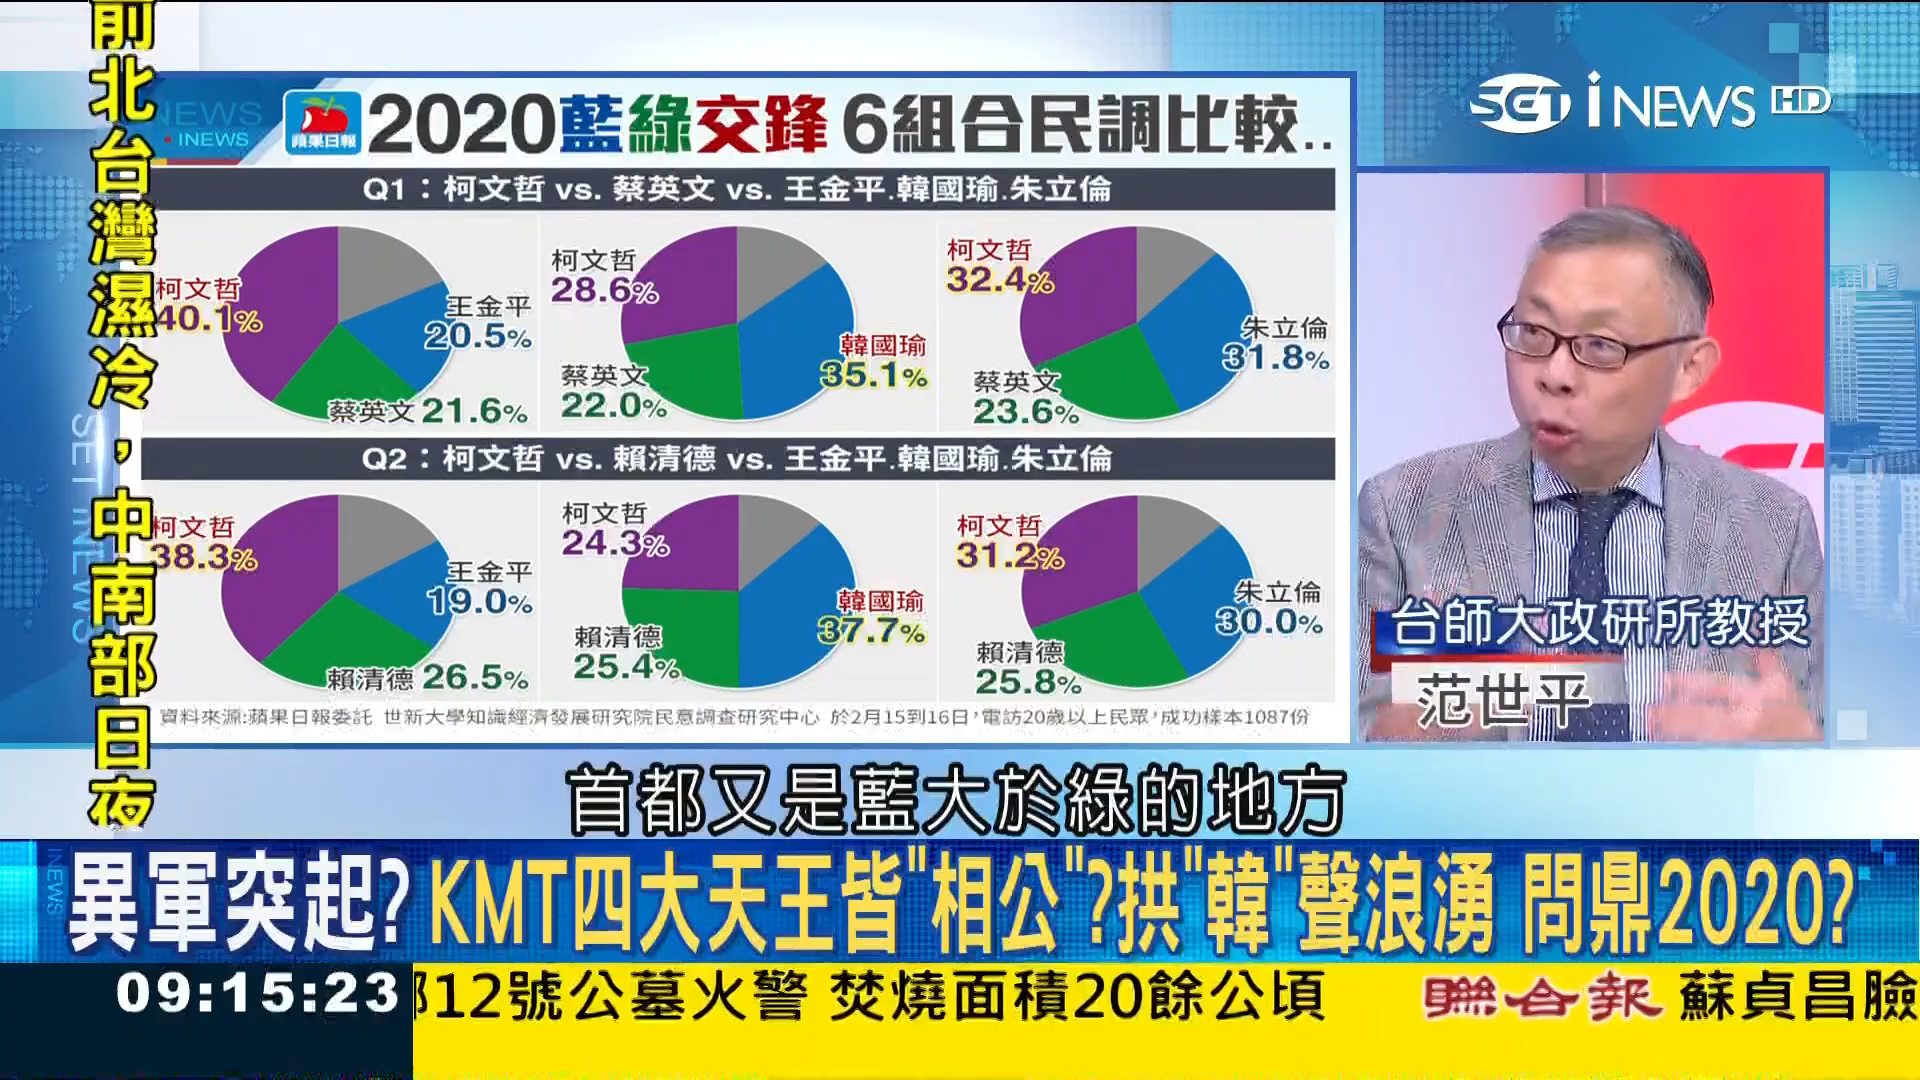 前北台灣濕冷，中南部日夜
NEWS
INEWS
蘋果日報
2020藍綠交鋒 6組合民調比較..
SET iNEWS HD
Q1：柯文哲 vs. 蔡英文 vs. 王金平.韓國瑜.朱立倫
柯文哲
40.1%
王金平
20.5%
蔡英文 21.6%
柯文哲
28.6%
韓國瑜
35.1%
蔡英文
22.0%
柯文哲
32.4%
朱立倫
31.8%
蔡英文
23.6%
Q2：柯文哲 vs. 賴清德 vs. 王金平.韓國瑜.朱立倫
柯文哲
38.3%
王金平
19.0%
賴清德 26.5%
柯文哲
24.3%
韓國瑜
37.7%
賴清德
25.4%
柯文哲
31.2%
朱立倫
30.0%
賴清德
25.8%
資料來源:蘋果日報委託 世新大學知識經濟發展研究院民意調查研究中心 於2月15到16日,電訪20歲以上民眾,成功樣本1087份
SET INEWS
台師大政研所教授
范世平
首都又是藍大於綠的地方
INEWS
異軍突起?KMT四大天王皆"相公"?拱"韓"聲浪湧 問鼎2020?
09:15:23
12號公墓火警 焚燒面積20餘公頃 聯合報 蘇貞昌臉